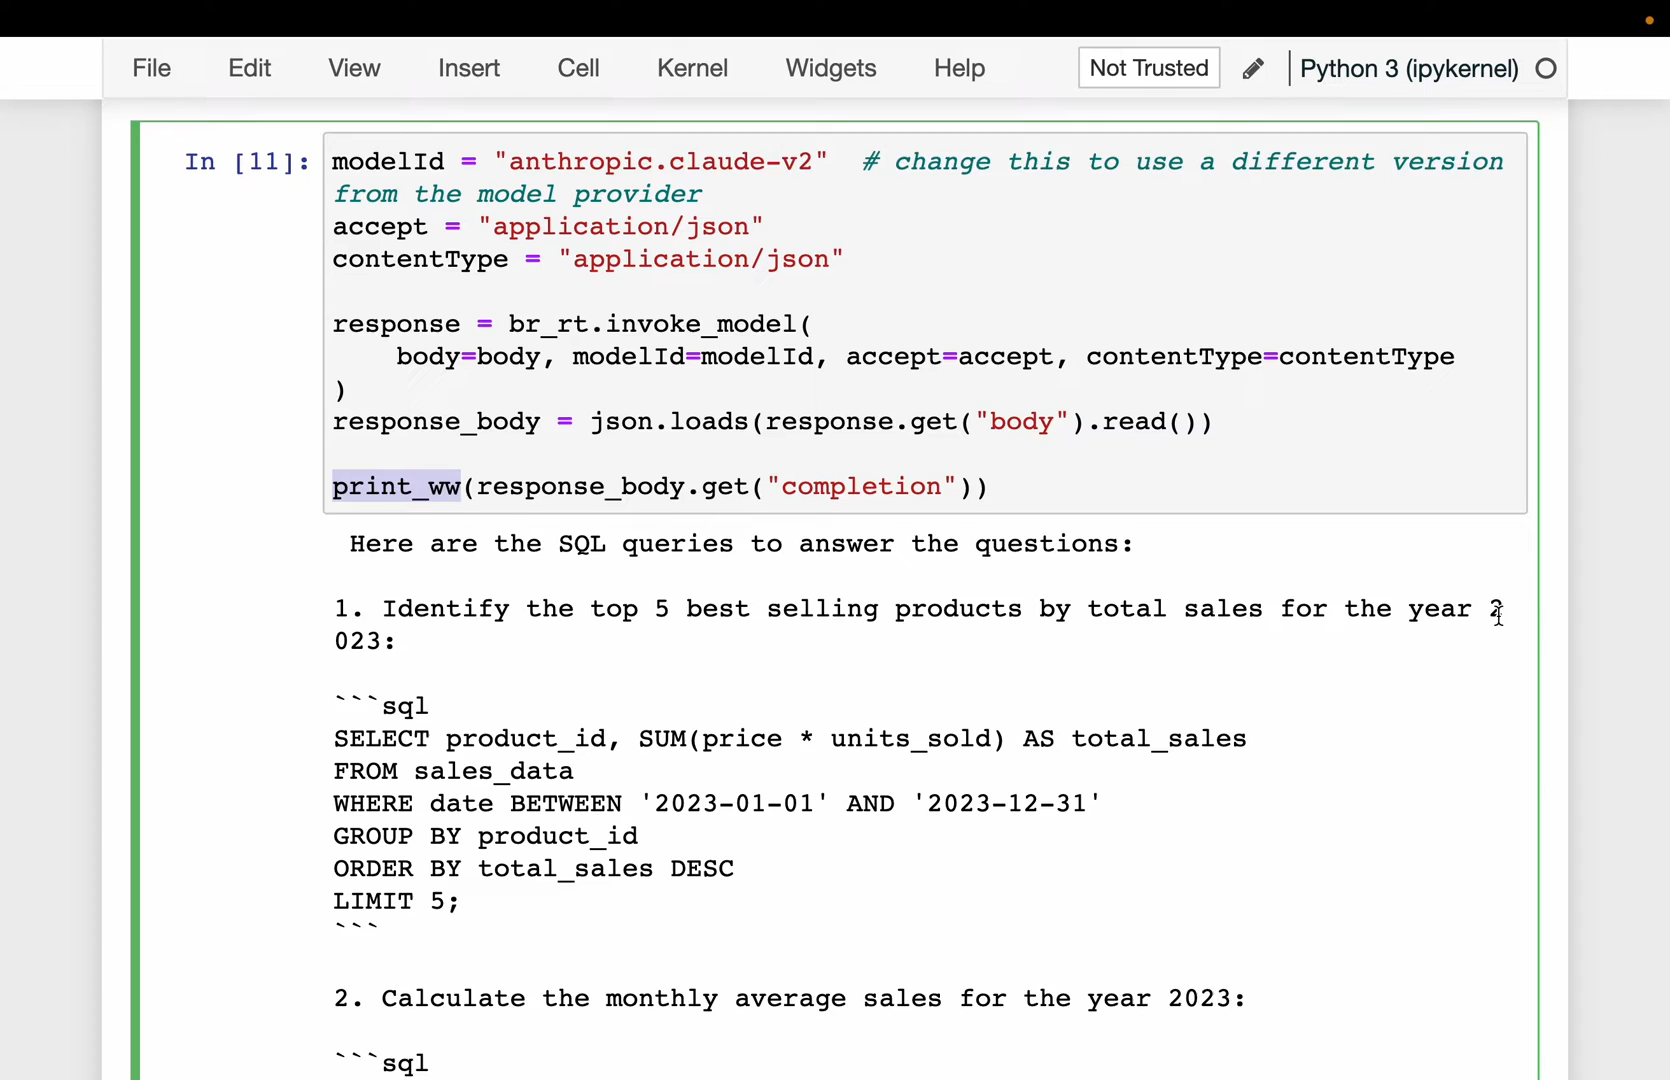 File Edit View Insert Cell Kernel Widgets Help Not Trusted Python 3 (ipykernel)
In [11]: modelId = "anthropic.claude-v2"  # change this to use a different version
from the model provider
accept = "application/json"
contentType = "application/json"
response = br_rt.invoke_model(
    body=body, modelId=modelId, accept=accept, contentType=contentType
)
response_body = json.loads(response.get("body").read())
print_ww(response_body.get("completion"))
Here are the SQL queries to answer the questions:
1. Identify the top 5 best selling products by total sales for the year 2
023:
```sql
SELECT product_id, SUM(price * units_sold) AS total_sales
FROM sales_data
WHERE date BETWEEN '2023-01-01' AND '2023-12-31'
GROUP BY product_id
ORDER BY total_sales DESC
LIMIT 5;
```
2. Calculate the monthly average sales for the year 2023:
```sql